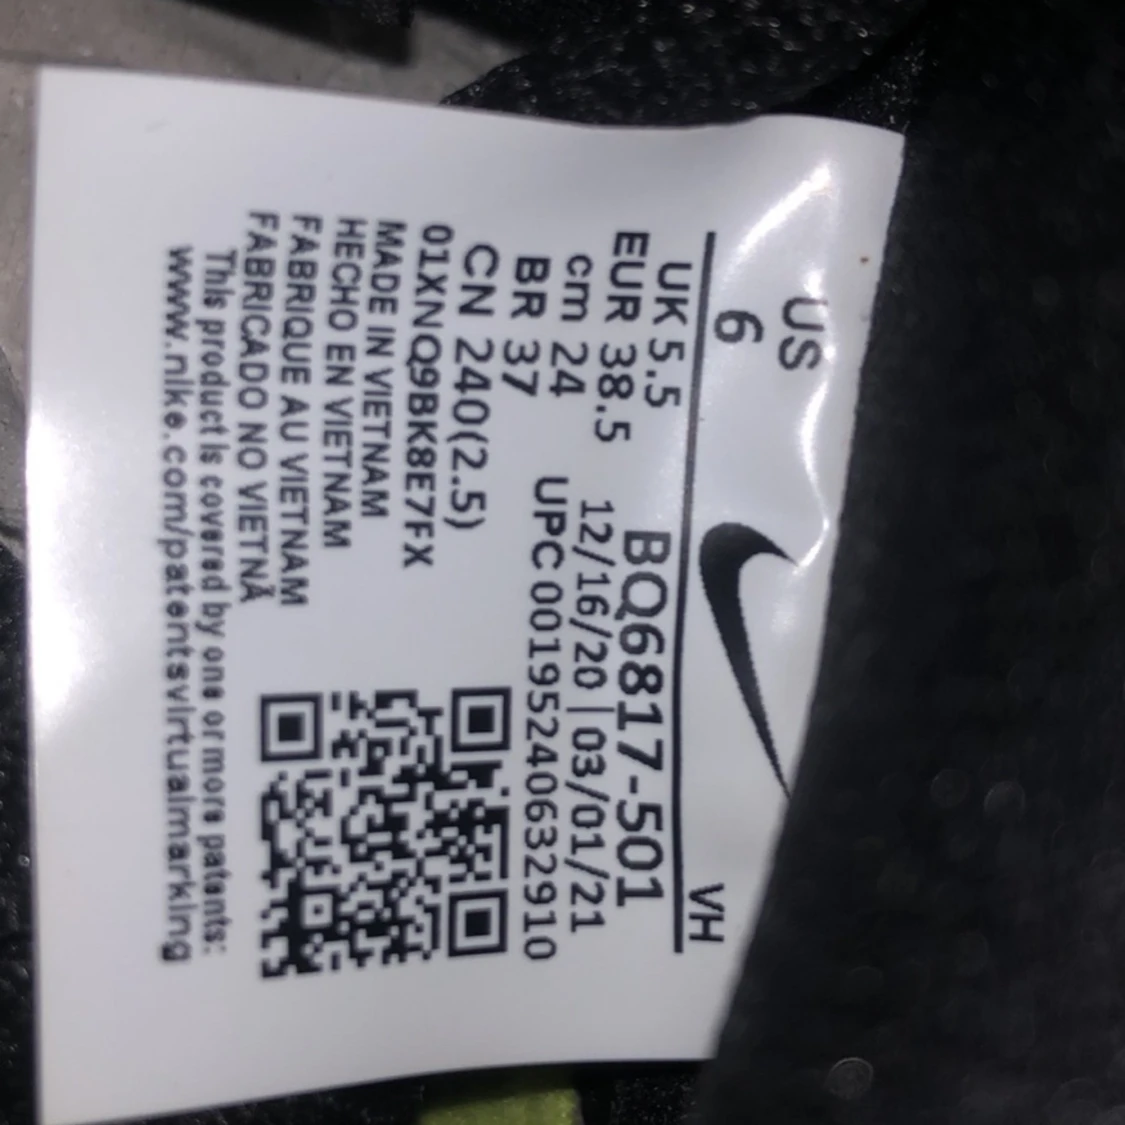 US
6
VH
UK 5.5
EUR 38.5
cm 24
BR 37
CN 240(2.5)
BQ6817-501
12/16/20 | 03/01/21
UPC 00195240632910
01XNQ9BK8E7FX
MADE IN VIETNAM
HECHO EN VIETNAM
FABRIQUE AU VIETNAM
FABRICADO NO VIETNÃ
This product is covered by one or more patents:
www.nike.com/patentsvirtualmarking